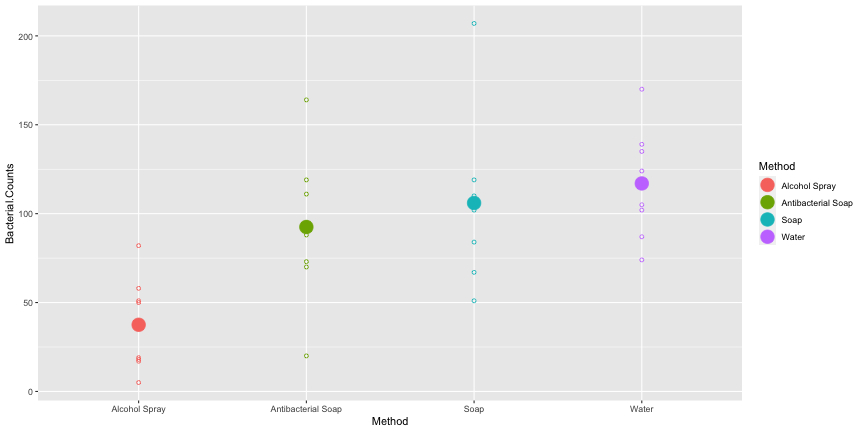 Bacterial.Counts
200
150
100
50
0
Alcohol Spray
Antibacterial Soap
Soap
Water
Method
Method
Alcohol Spray
Antibacterial Soap
Soap
Water